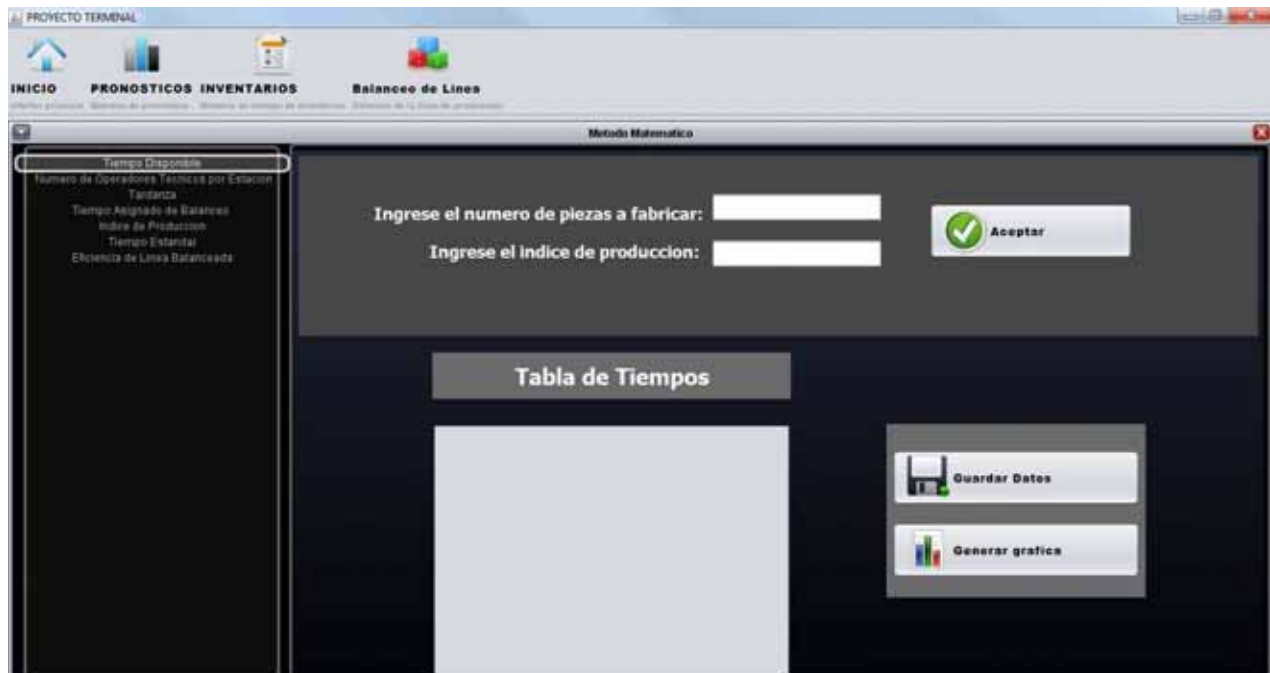 PROYECTO TERMINAL
INICIO PRONOSTICOS INVENTARIOS Balanceo de Linea
Metodo Matematico
Tiempo Disponible
Numero de Operadores Tecnicos por Estacion
Tardanza
Tiempo Asignado de Balanceo
Indice de Produccion
Tiempo Estandar
Eficiencia de Linea Balanceada
Ingrese el numero de piezas a fabricar:
Ingrese el indice de produccion:
Aceptar
Tabla de Tiempos
Guardar Datos
Generar grafica